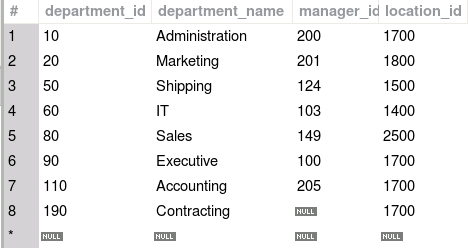 # department_id department_name manager_id location_id
1 10 Administration 200 1700
2 20 Marketing 201 1800
3 50 Shipping 124 1500
4 60 IT 103 1400
5 80 Sales 149 2500
6 90 Executive 100 1700
7 110 Accounting 205 1700
8 190 Contracting NULL 1700
* NULL NULL NULL NULL